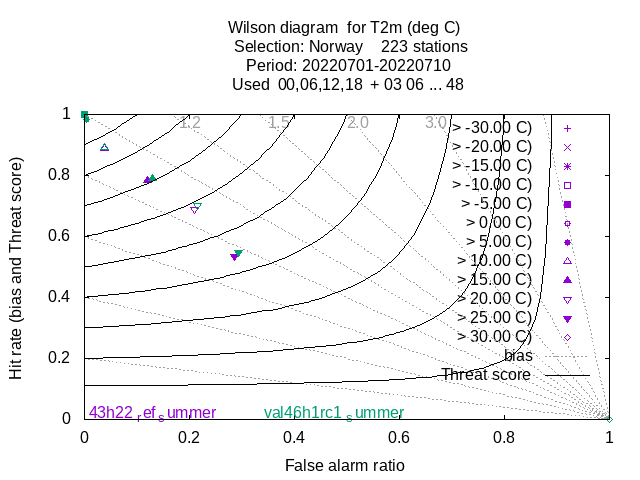 Wilson diagram  for T2m (deg C)
Selection: Norway    223 stations
Period: 20220701-20220710
Used  00,06,12,18  + 03 06 ... 48
Hit rate (bias and Threat score)
1
0.8
0.6
0.4
0.2
0
1.2
1.5
2.0
3.0
> -30.00 C)
> -20.00 C)
> -15.00 C)
> -10.00 C)
> -5.00 C)
> 0.00 C)
> 5.00 C)
> 10.00 C)
> 15.00 C)
> 20.00 C)
> 25.00 C)
> 30.00 C)
bias
Threat score
43h22_ref_summer
val46h1rc1_summer
0 0.2 0.4 0.6 0.8 1
False alarm ratio